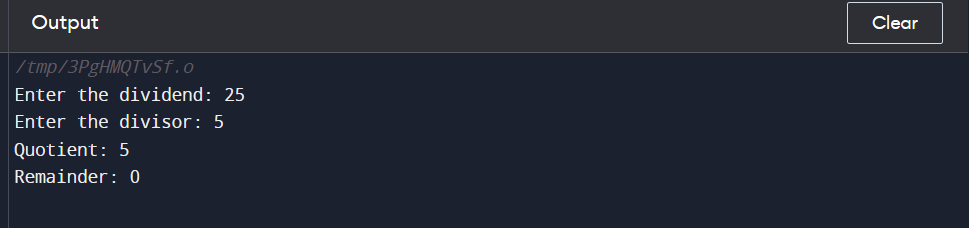 Output
Clear
/tmp/3PgHMQTvSf.o
Enter the dividend: 25
Enter the divisor: 5
Quotient: 5
Remainder: 0